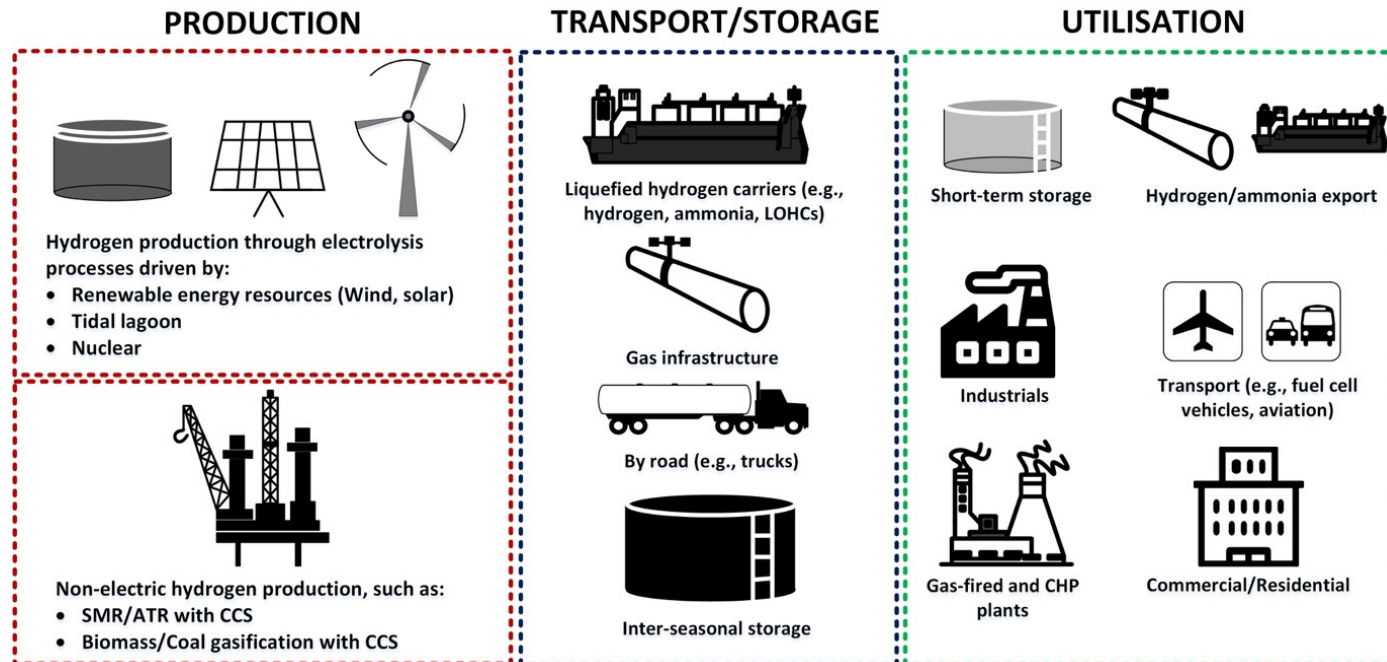 PRODUCTION
Hydrogen production through electrolysis
processes driven by:
• Renewable energy resources (Wind, solar)
• Tidal lagoon
• Nuclear
Non-electric hydrogen production, such as:
• SMR/ATR with CCS
• Biomass/Coal gasification with CCS
TRANSPORT/STORAGE
Liquefied hydrogen carriers (e.g.,
hydrogen, ammonia, LOHCs)
Gas infrastructure
By road (e.g., trucks)
Inter-seasonal storage
UTILISATION
Short-term storage
Hydrogen/ammonia export
Industrials
Transport (e.g., fuel cell
vehicles, aviation)
Gas-fired and CHP
plants
Commercial/Residential